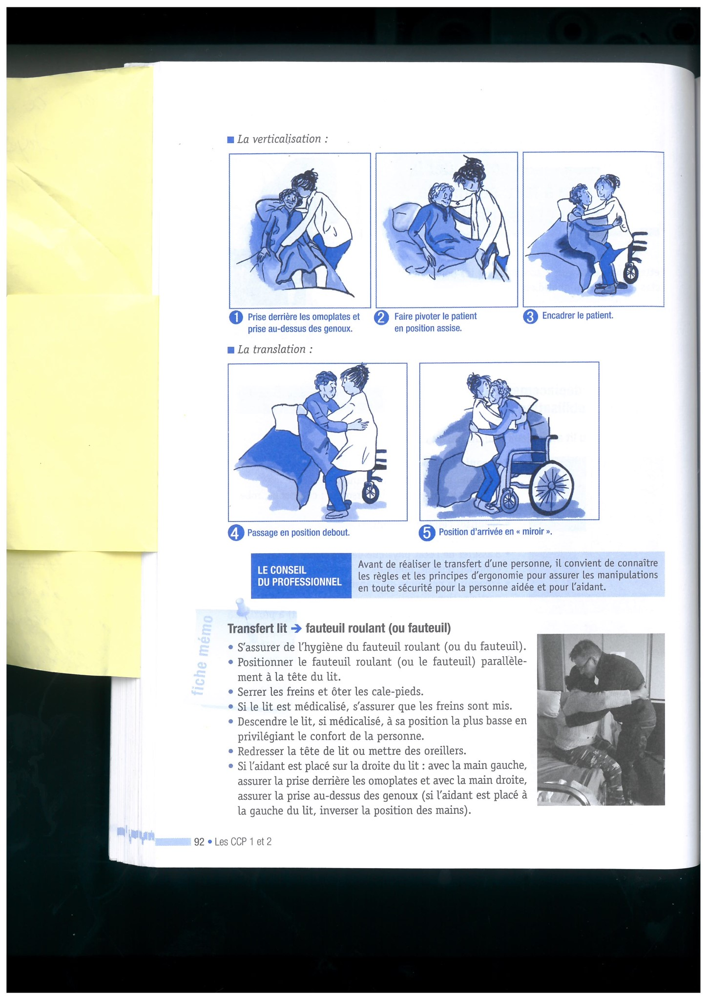 ■ La verticalisation :
1 Prise derrière les omoplates et
prise au-dessus des genoux.
2 Faire pivoter le patient
en position assise.
3 Encadrer le patient.
■ La translation :
4 Passage en position debout.
5 Position d'arrivée en « miroir ».
LE CONSEIL
DU PROFESSIONNEL
Avant de réaliser le transfert d'une personne, il convient de connaître
les règles et les principes d'ergonomie pour assurer les manipulations
en toute sécurité pour la personne aidée et pour l'aidant.
fiche mémo
Transfert lit ➔ fauteuil roulant (ou fauteuil)
• S'assurer de l'hygiène du fauteuil roulant (ou du fauteuil).
• Positionner le fauteuil roulant (ou le fauteuil) parallèle-
ment à la tête du lit.
• Serrer les freins et ôter les cale-pieds.
• Si le lit est médicalisé, s'assurer que les freins sont mis.
• Descendre le lit, si médicalisé, à sa position la plus basse en
privilégiant le confort de la personne.
• Redresser la tête de lit ou mettre des oreillers.
• Si l'aidant est placé sur la droite du lit : avec la main gauche,
assurer la prise derrière les omoplates et avec la main droite,
assurer la prise au-dessus des genoux (si l'aidant est placé à
la gauche du lit, inverser la position des mains).
92 • Les CCP 1 et 2